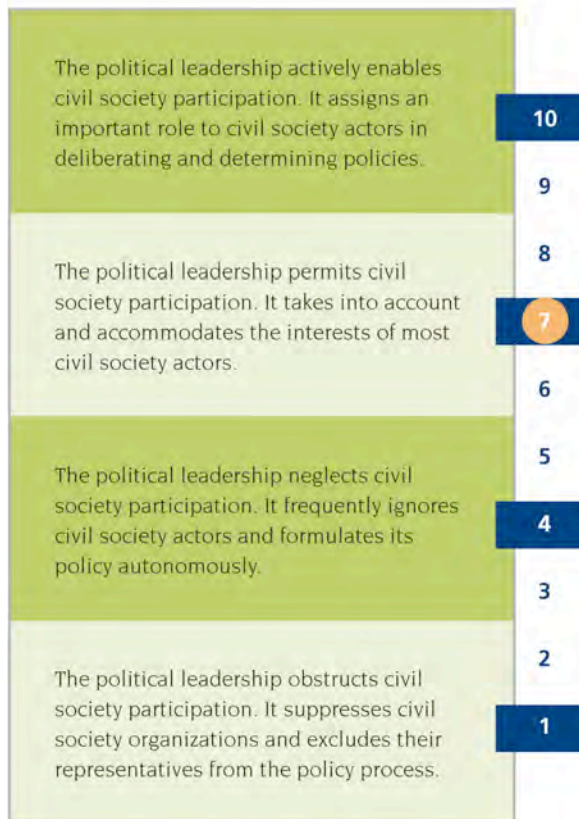 The political leadership actively enables
civil society participation. It assigns an
important role to civil society actors in
deliberating and determining policies.
10
9
8
The political leadership permits civil
society participation. It takes into account
and accommodates the interests of most
civil society actors.
7
6
5
The political leadership neglects civil
society participation. It frequently ignores
civil society actors and formulates its
policy autonomously.
4
3
2
The political leadership obstructs civil
society participation. It suppresses civil
society organizations and excludes their
representatives from the policy process.
1